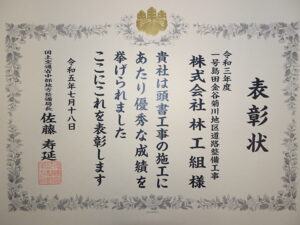 表彰状
令和三年度
一号島田金谷菊川地区道路整備工事
株式会社林工組様
貴社は頭書工事の施工に
あたり優秀な成績を
挙げられました
ここにこれを表彰します
令和五年七月十八日
国土交通省中部地方整備局長
佐藤寿延